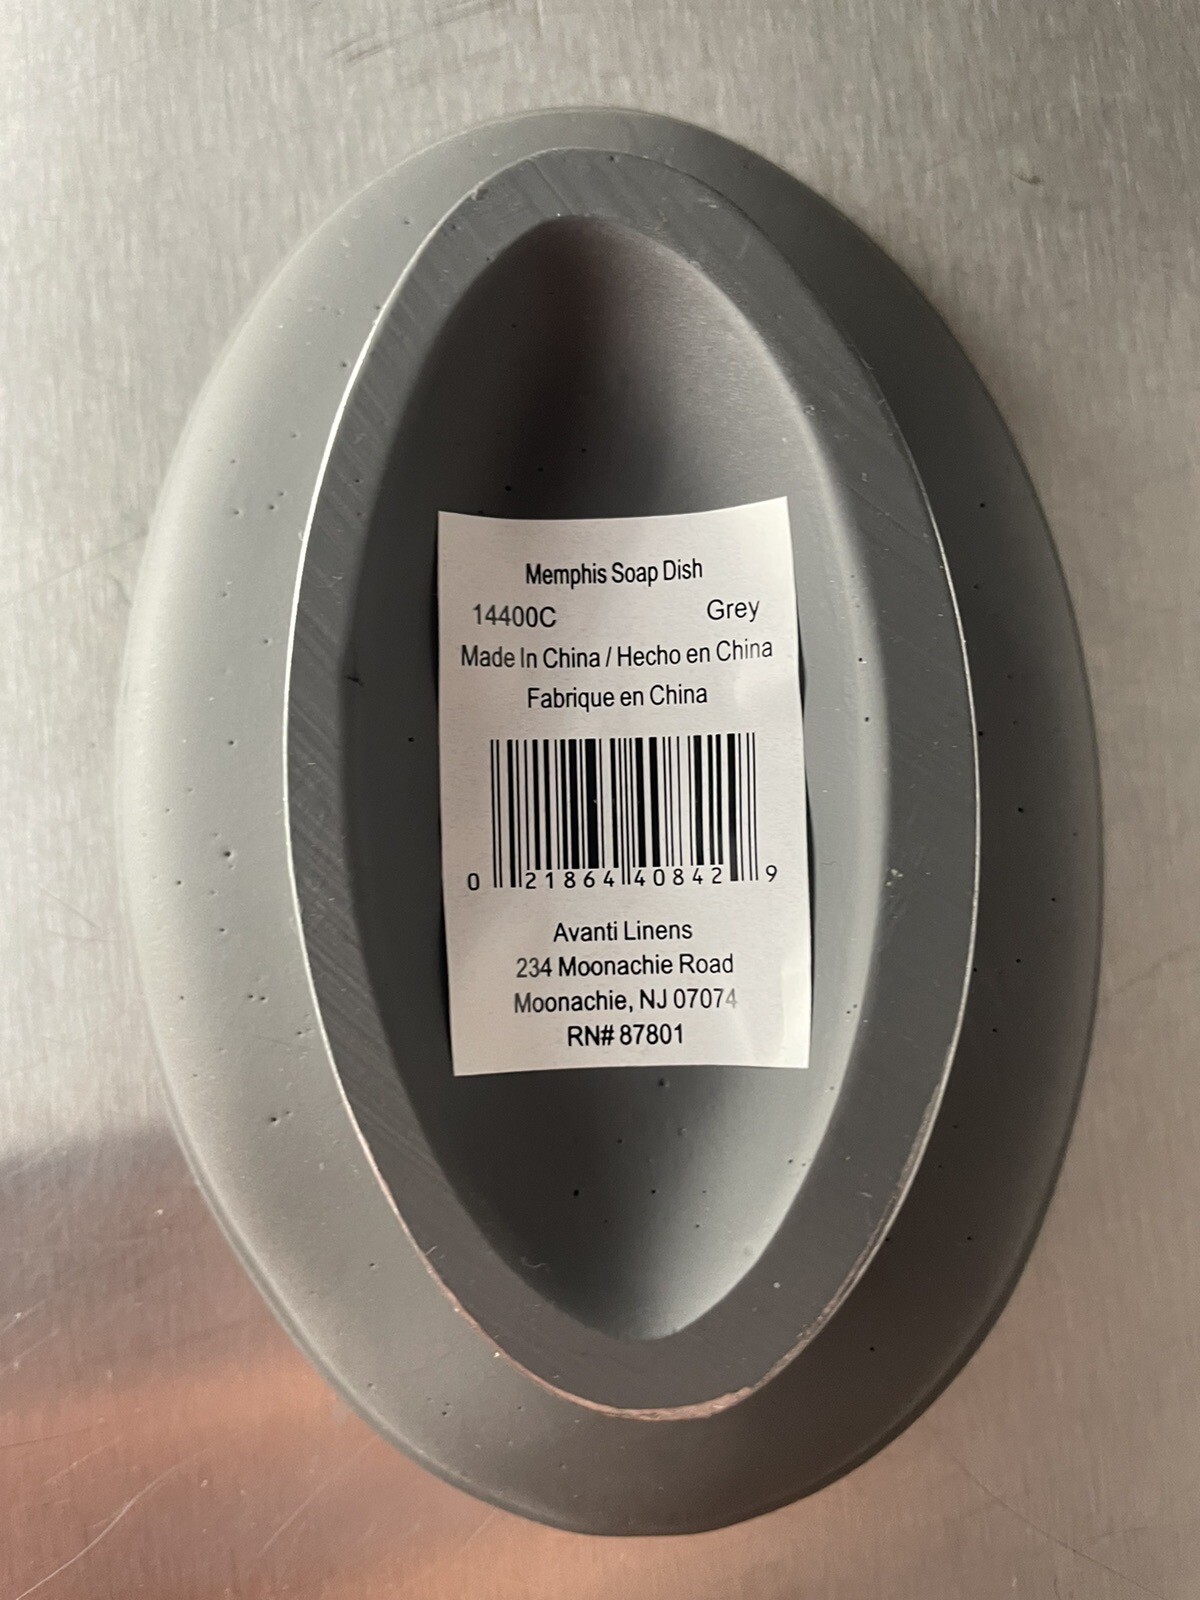 Memphis Soap Dish
14400C Grey
Made In China / Hecho en China
Fabrique en China
0 21864 40842 9
Avanti Linens
234 Moonachie Road
Moonachie, NJ 07074
RN# 87801